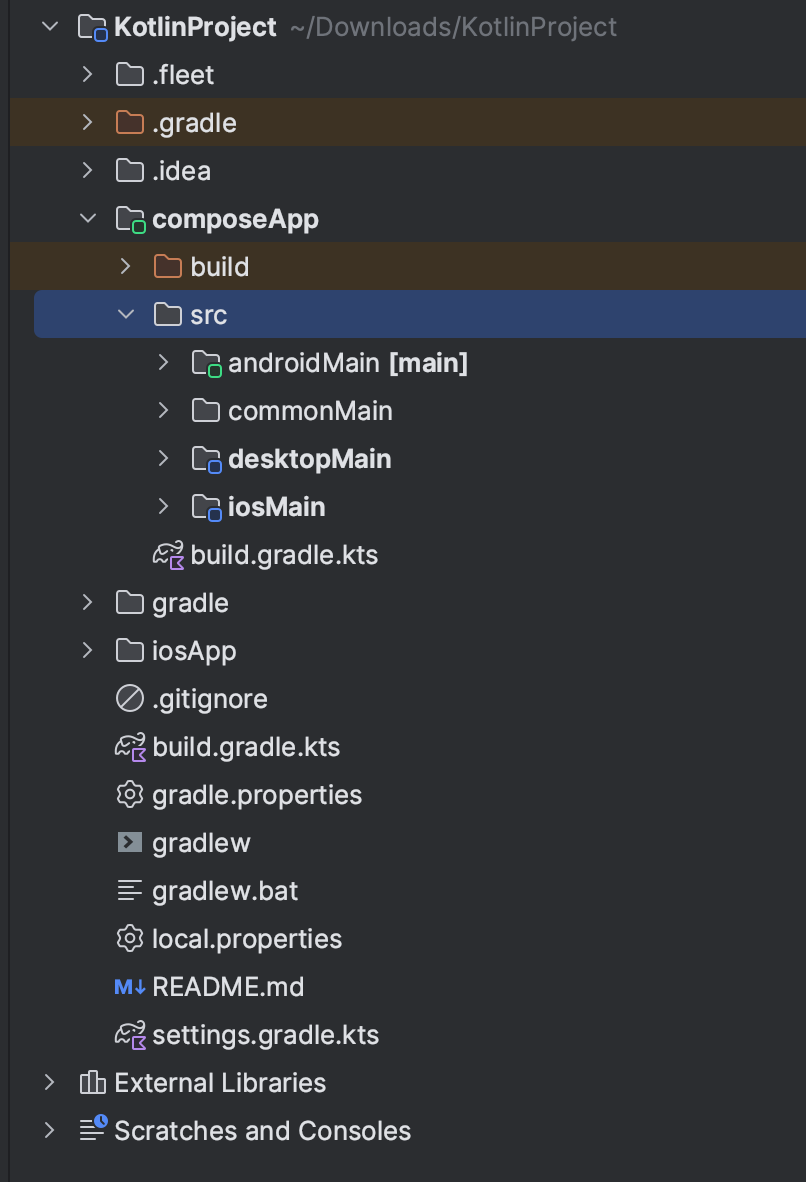 KotlinProject ~/Downloads/KotlinProject
.fleet
.gradle
.idea
composeApp
build
src
androidMain [main]
commonMain
desktopMain
iosMain
build.gradle.kts
gradle
iosApp
.gitignore
build.gradle.kts
gradle.properties
gradlew
gradlew.bat
local.properties
M↓ README.md
settings.gradle.kts
External Libraries
Scratches and Consoles